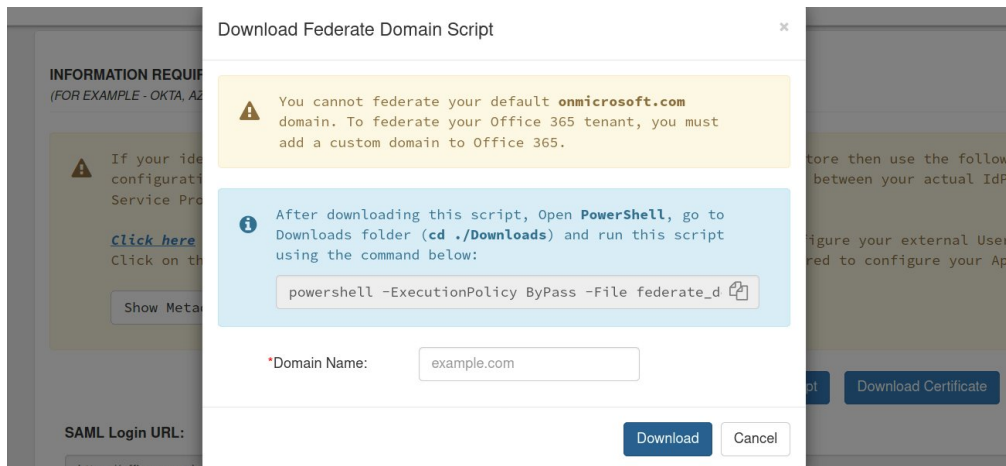 Download Federate Domain Script
×
INFORMATION REQUIR
(FOR EXAMPLE - OKTA, AZ
You cannot federate your default onmicrosoft.com
domain. To federate your Office 365 tenant, you must
add a custom domain to Office 365.
If your ide
configurati
Service Pro
tore then use the follow
between your actual IdP
After downloading this script, Open PowerShell, go to
Downloads folder (cd ./Downloads) and run this script
using the command below:
Click here
Click on th
igure your external User
red to configure your Ap
powershell -ExecutionPolicy ByPass -File federate_d
Show Meta
*Domain Name:
example.com
pt
Download Certificate
SAML Login URL:
Download
Cancel